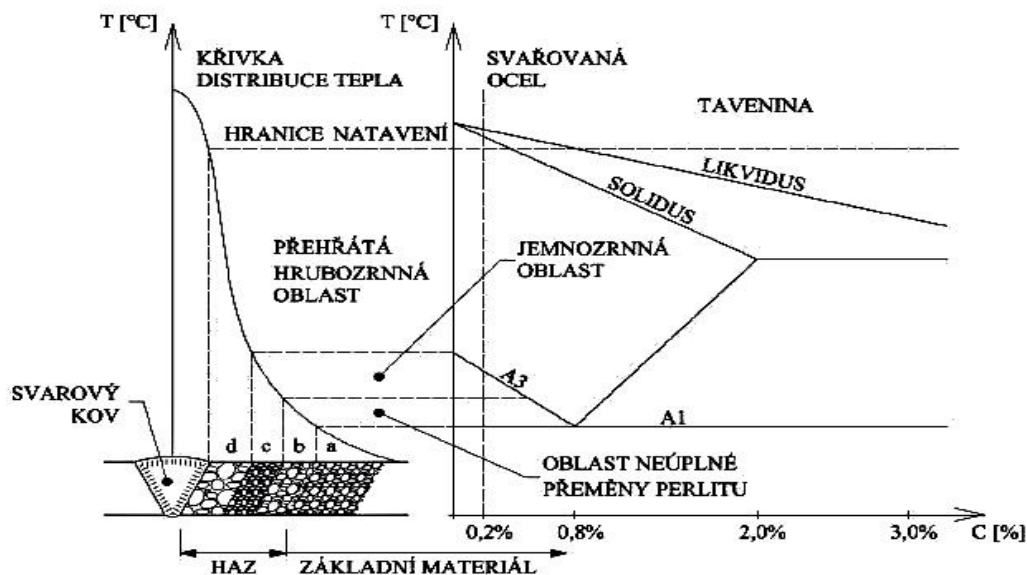 T [°C]
KŘIVKA
DISTRIBUCE TEPLA
T [°C]
SVAŘOVANÁ
OCEL
TAVENINA
HRANICE NATAVENÍ
LIKVIDUS
SOLIDUS
PŘEHŘÁTÁ
HRUBOZRNNÁ
OBLAST
JEMNOZRNNÁ
OBLAST
A3
A1
SVAROVÝ
KOV
d
c
b
a
OBLAST NEÚPLNÉ
PŘEMĚNY PERLITU
0,2%
0,8%
2,0%
3,0%
C [%]
HAZ
ZÁKLADNÍ MATERIÁL